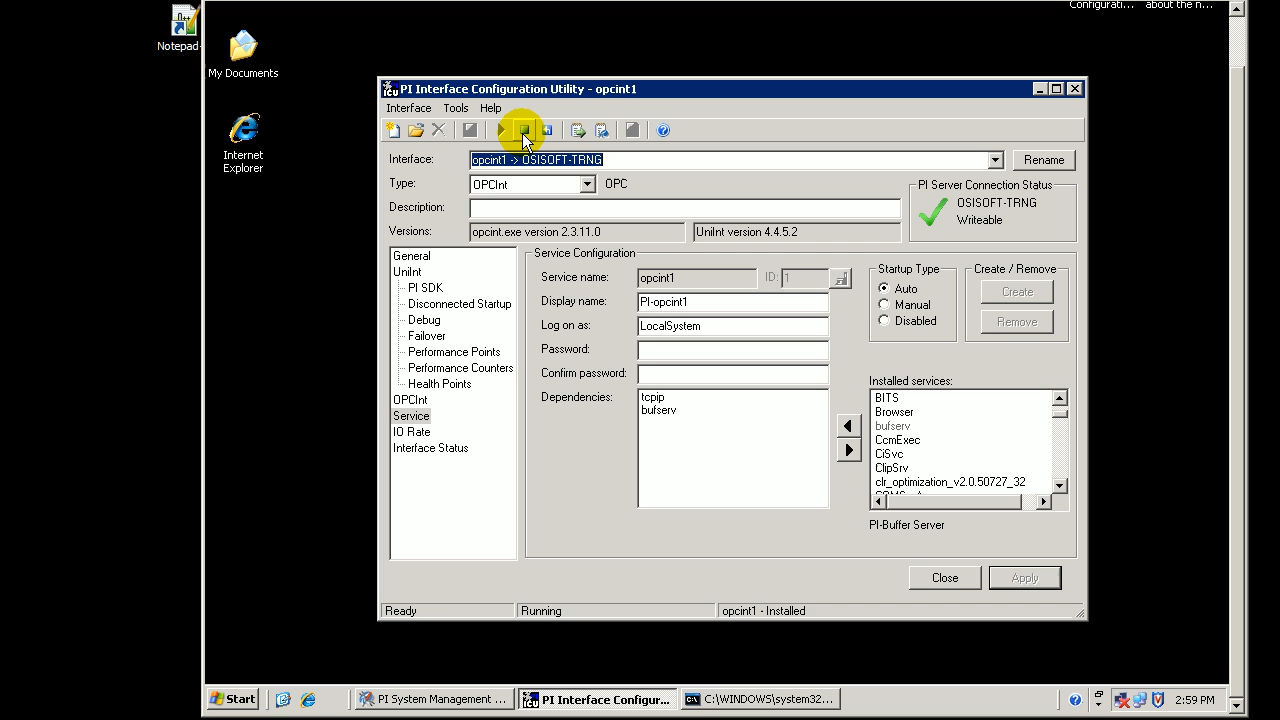 Configurati...
about the n...
Notepad
My Documents
Internet
Explorer
PI Interface Configuration Utility - opcint1
Interface Tools Help
Interface: opcint1 -> OSISOFT-TRNG Rename
Type: OPCInt OPC
PI Server Connection Status
OSISOFT-TRNG
Writeable
Description:
Versions: opcint.exe version 2.3.11.0 UniInt version 4.4.5.2
General
UniInt
PI SDK
Disconnected Startup
Debug
Failover
Performance Points
Performance Counters
Health Points
OPCInt
Service
IO Rate
Interface Status
Service Configuration
Service name: opcint1 ID: 1
Display name: PI-opcint1
Log on as: LocalSystem
Password:
Confirm password:
Dependencies: tcpip
bufserv
Startup Type
Auto
Manual
Disabled
Create / Remove
Create
Remove
Installed services:
BITS
Browser
bufserv
CcmExec
CiSvc
ClipSrv
clr_optimization_v2.0.50727_32
PI-Buffer Server
Close Apply
Ready Running opcint1 - Installed
Start PI System Management ... PI Interface Configur... C:\WINDOWS\system32... 2:59 PM